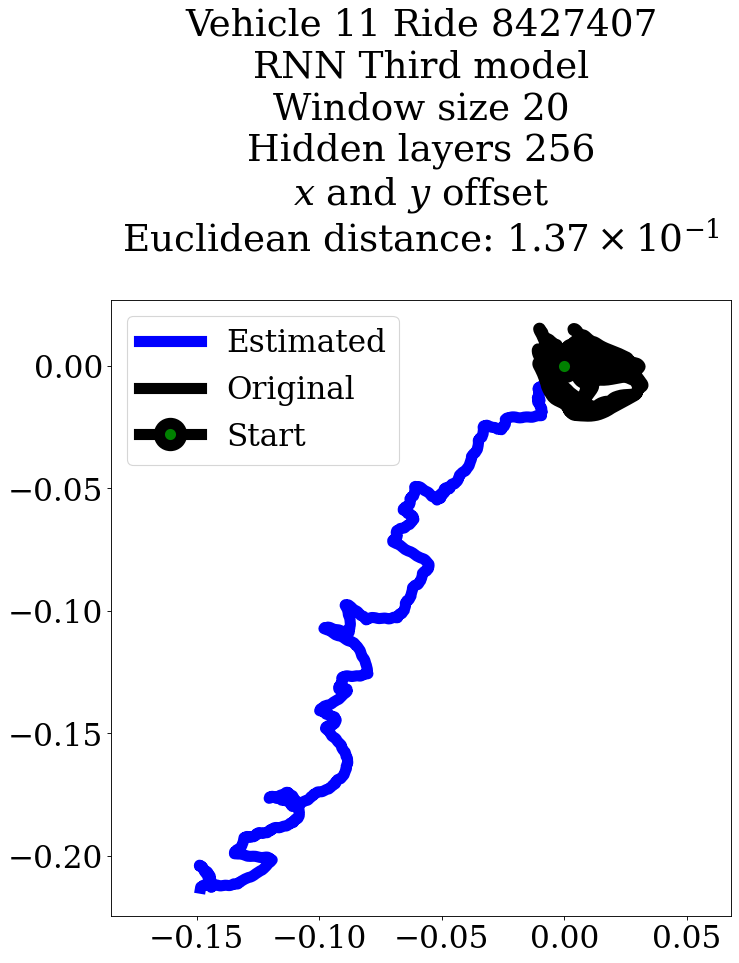 Vehicle 11 Ride 8427407
RNN Third model
Window size 20
Hidden layers 256
x and y offset
Euclidean distance: 1.37 × 10⁻¹
Estimated
Original
Start
0.00
−0.05
−0.10
−0.15
−0.20
−0.15 −0.10 −0.05 0.00 0.05